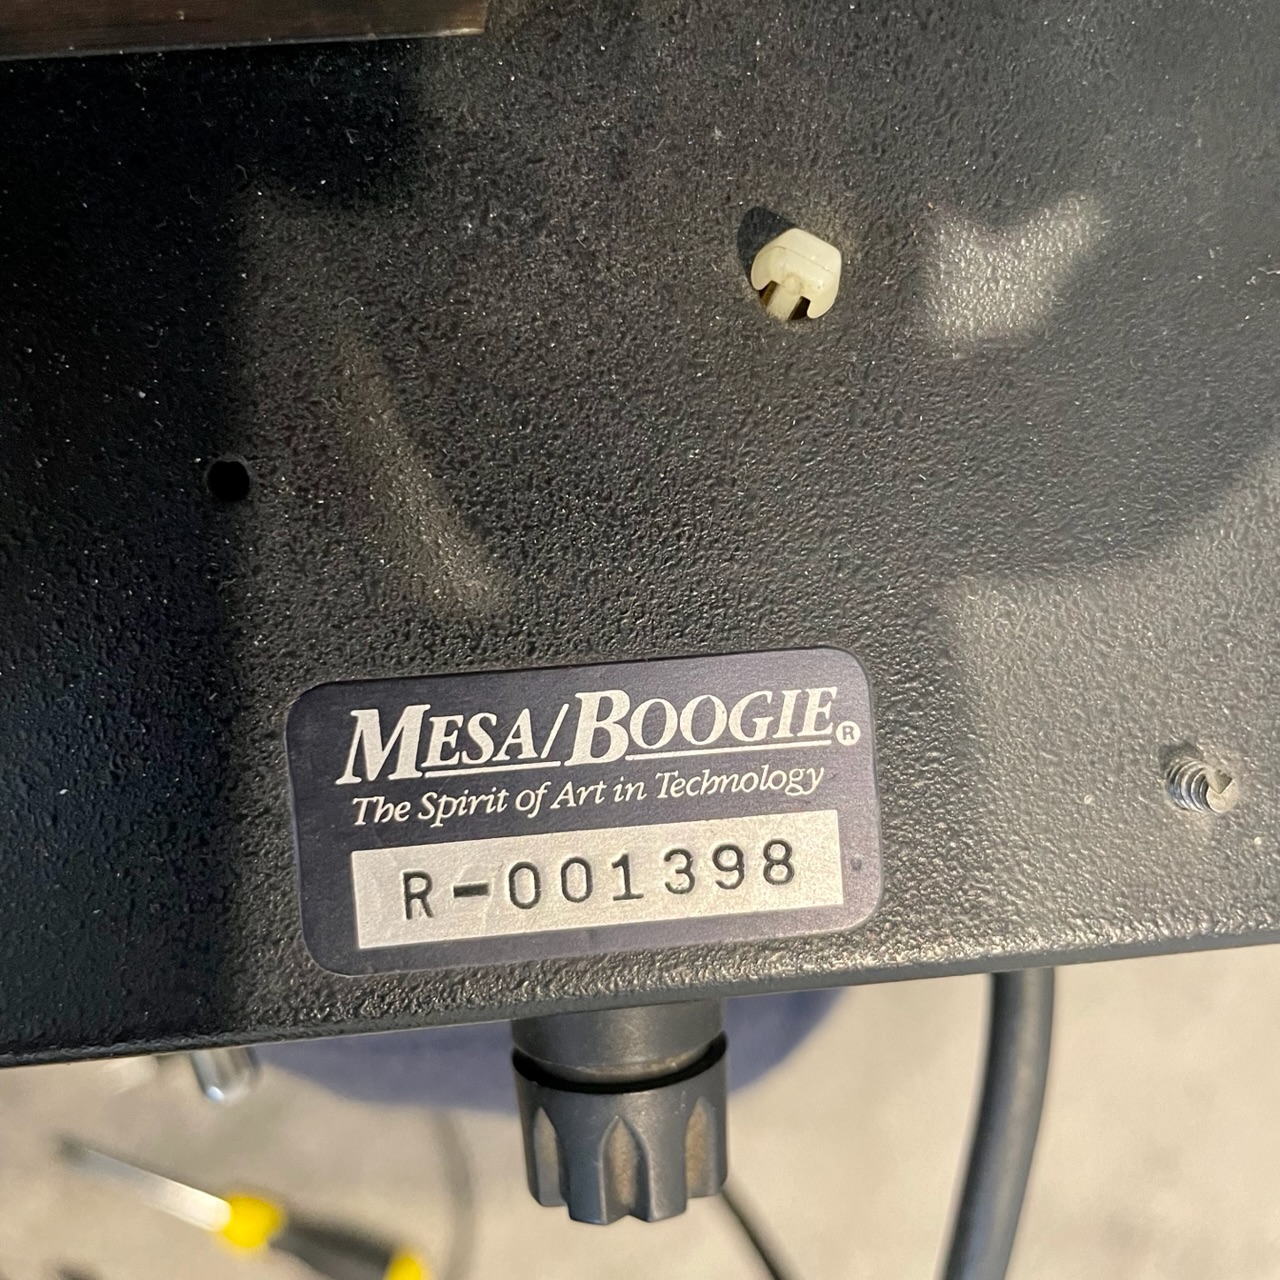 MESA/BOOGIE®
The Spirit of Art in Technology
R-001398